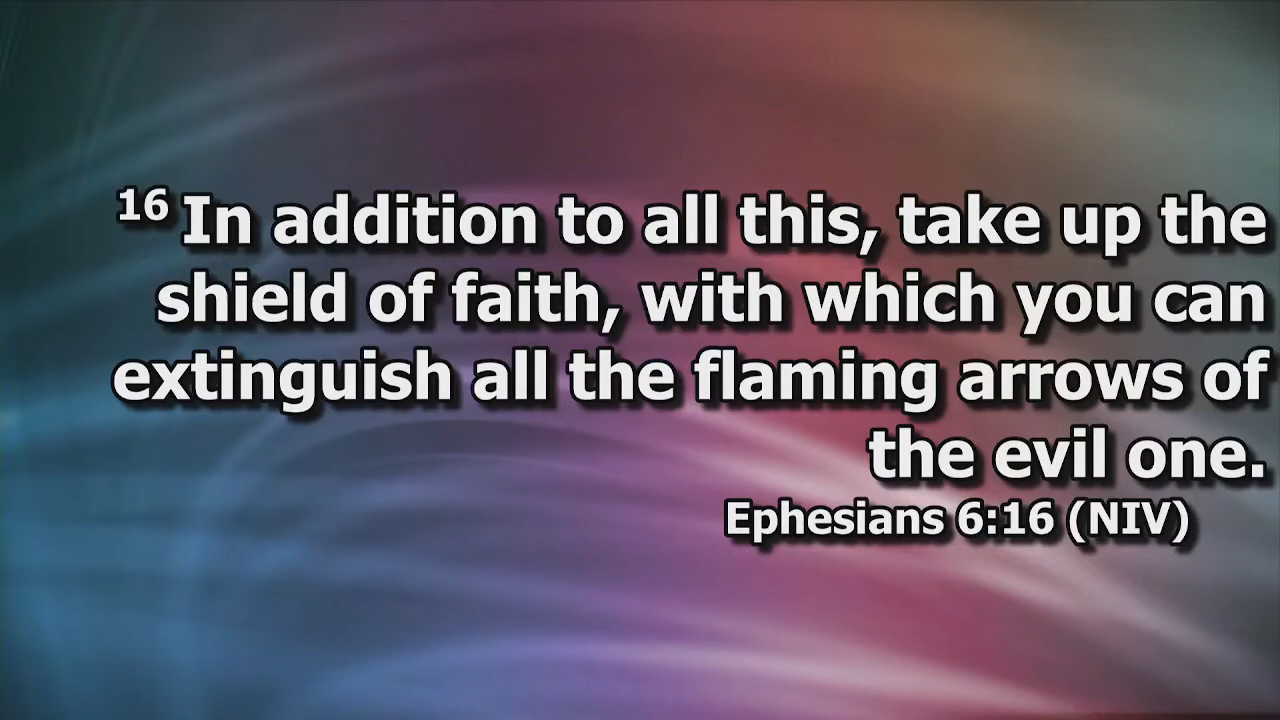 16 In addition to all this, take up the
shield of faith, with which you can
extinguish all the flaming arrows of
the evil one.
Ephesians 6:16 (NIV)